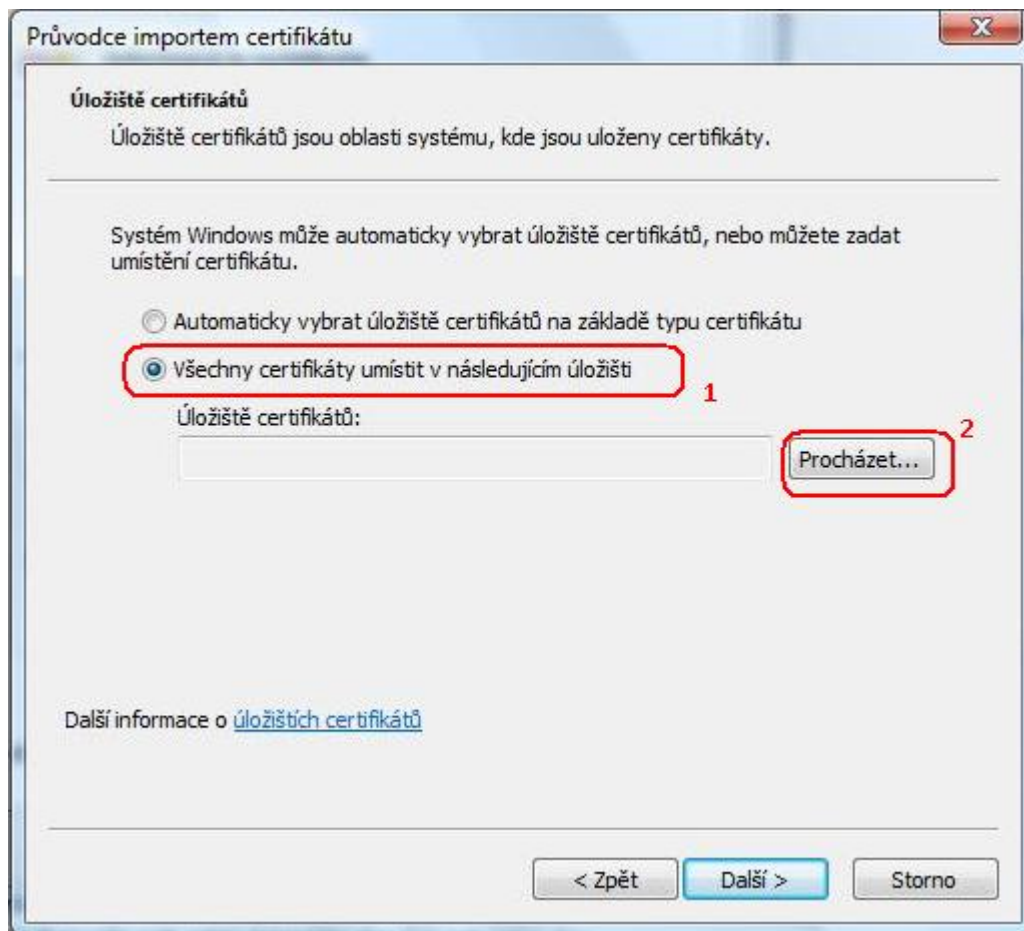 Průvodce importem certifikátu
Úložiště certifikátů
Úložiště certifikátů jsou oblasti systému, kde jsou uloženy certifikáty.
Systém Windows může automaticky vybrat úložiště certifikátů, nebo můžete zadat
umístění certifikátu.
Automaticky vybrat úložiště certifikátů na základě typu certifikátu
Všechny certifikáty umístit v následujícím úložišti
1
Úložiště certifikátů:
2
Procházet...
Další informace o úložištích certifikátů
< Zpět
Další >
Storno